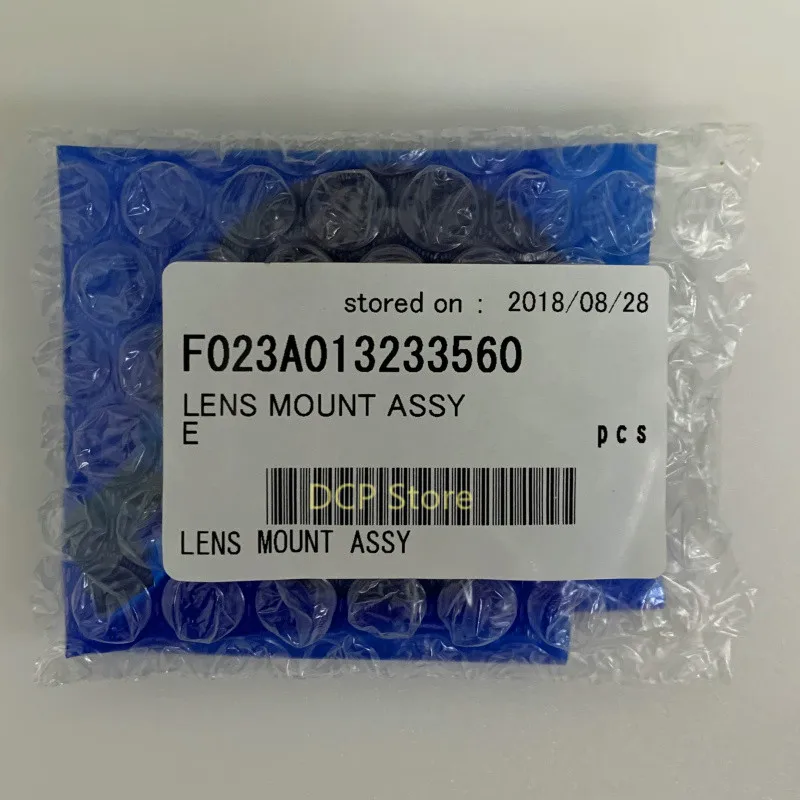 stored on : 2018/08/28
F023A013233560
LENS MOUNT ASSY
E pcs
DCP Store
LENS MOUNT ASSY